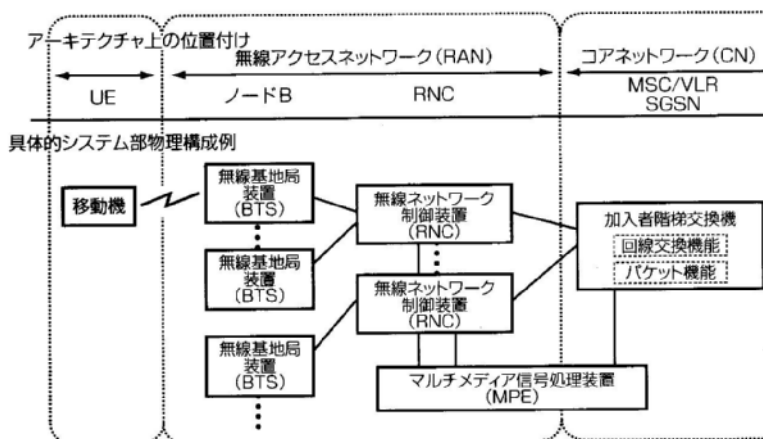 アーキテクチャ上の位置付け
無線アクセスネットワーク(RAN)
コアネットワーク(CN)
UE
ノードB
RNC
MSC/VLR
SGSN
具体的システム部物理構成例
移動機
無線基地局
装置
(BTS)
無線基地局
装置
(BTS)
無線基地局
装置
(BTS)
無線ネットワーク
制御装置
(RNC)
無線ネットワーク
制御装置
(RNC)
加入者階梯交換機
回線交換機能
パケット機能
マルチメディア信号処理装置
(MPE)